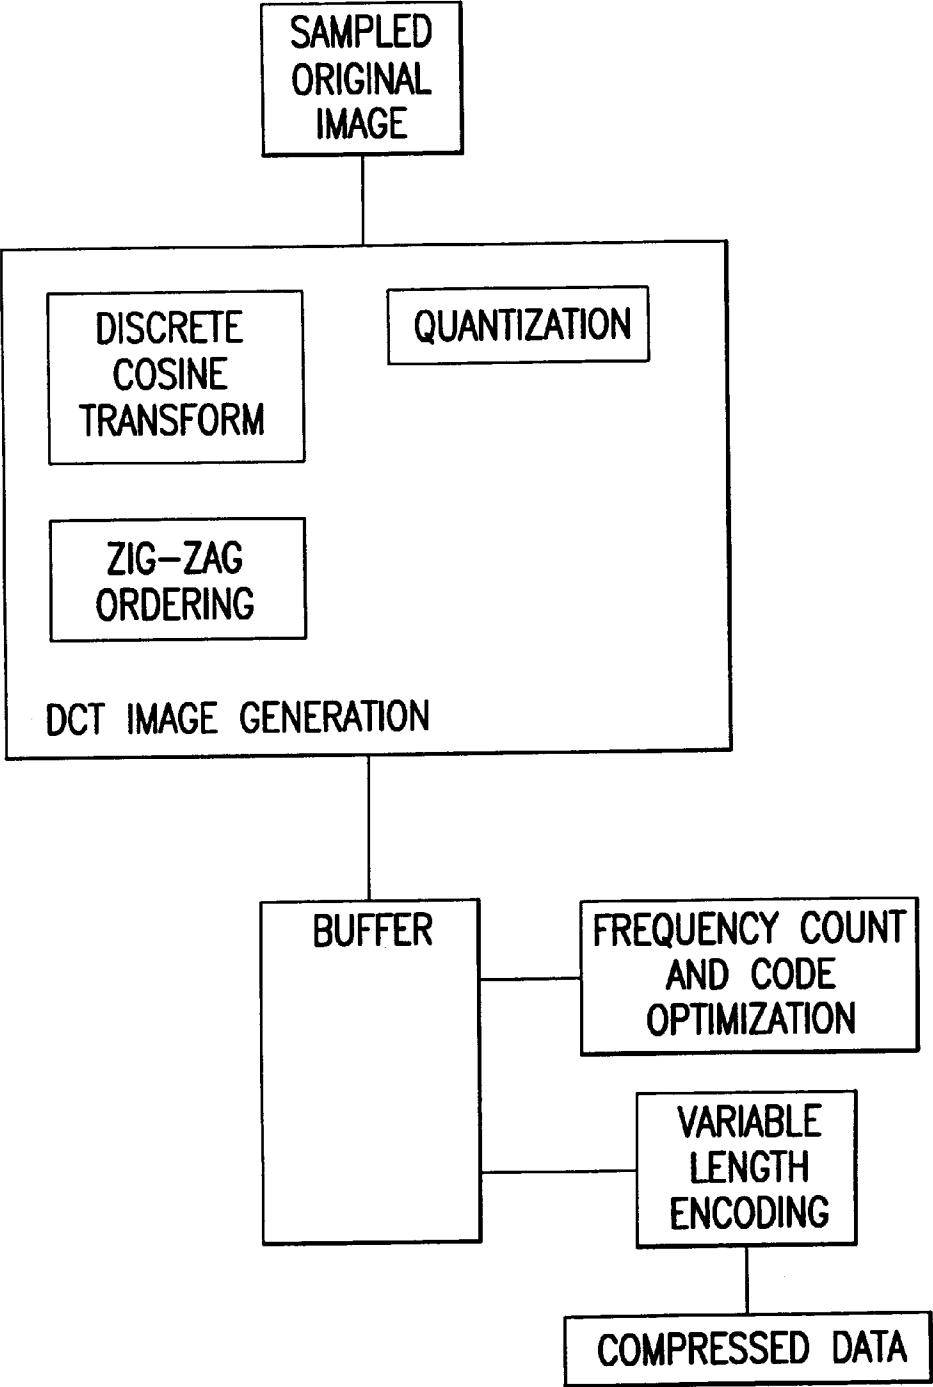 SAMPLED
ORIGINAL
IMAGE
DISCRETE
COSINE
TRANSFORM
QUANTIZATION
ZIG-ZAG
ORDERING
DCT IMAGE GENERATION
BUFFER
FREQUENCY COUNT
AND CODE
OPTIMIZATION
VARIABLE
LENGTH
ENCODING
COMPRESSED DATA